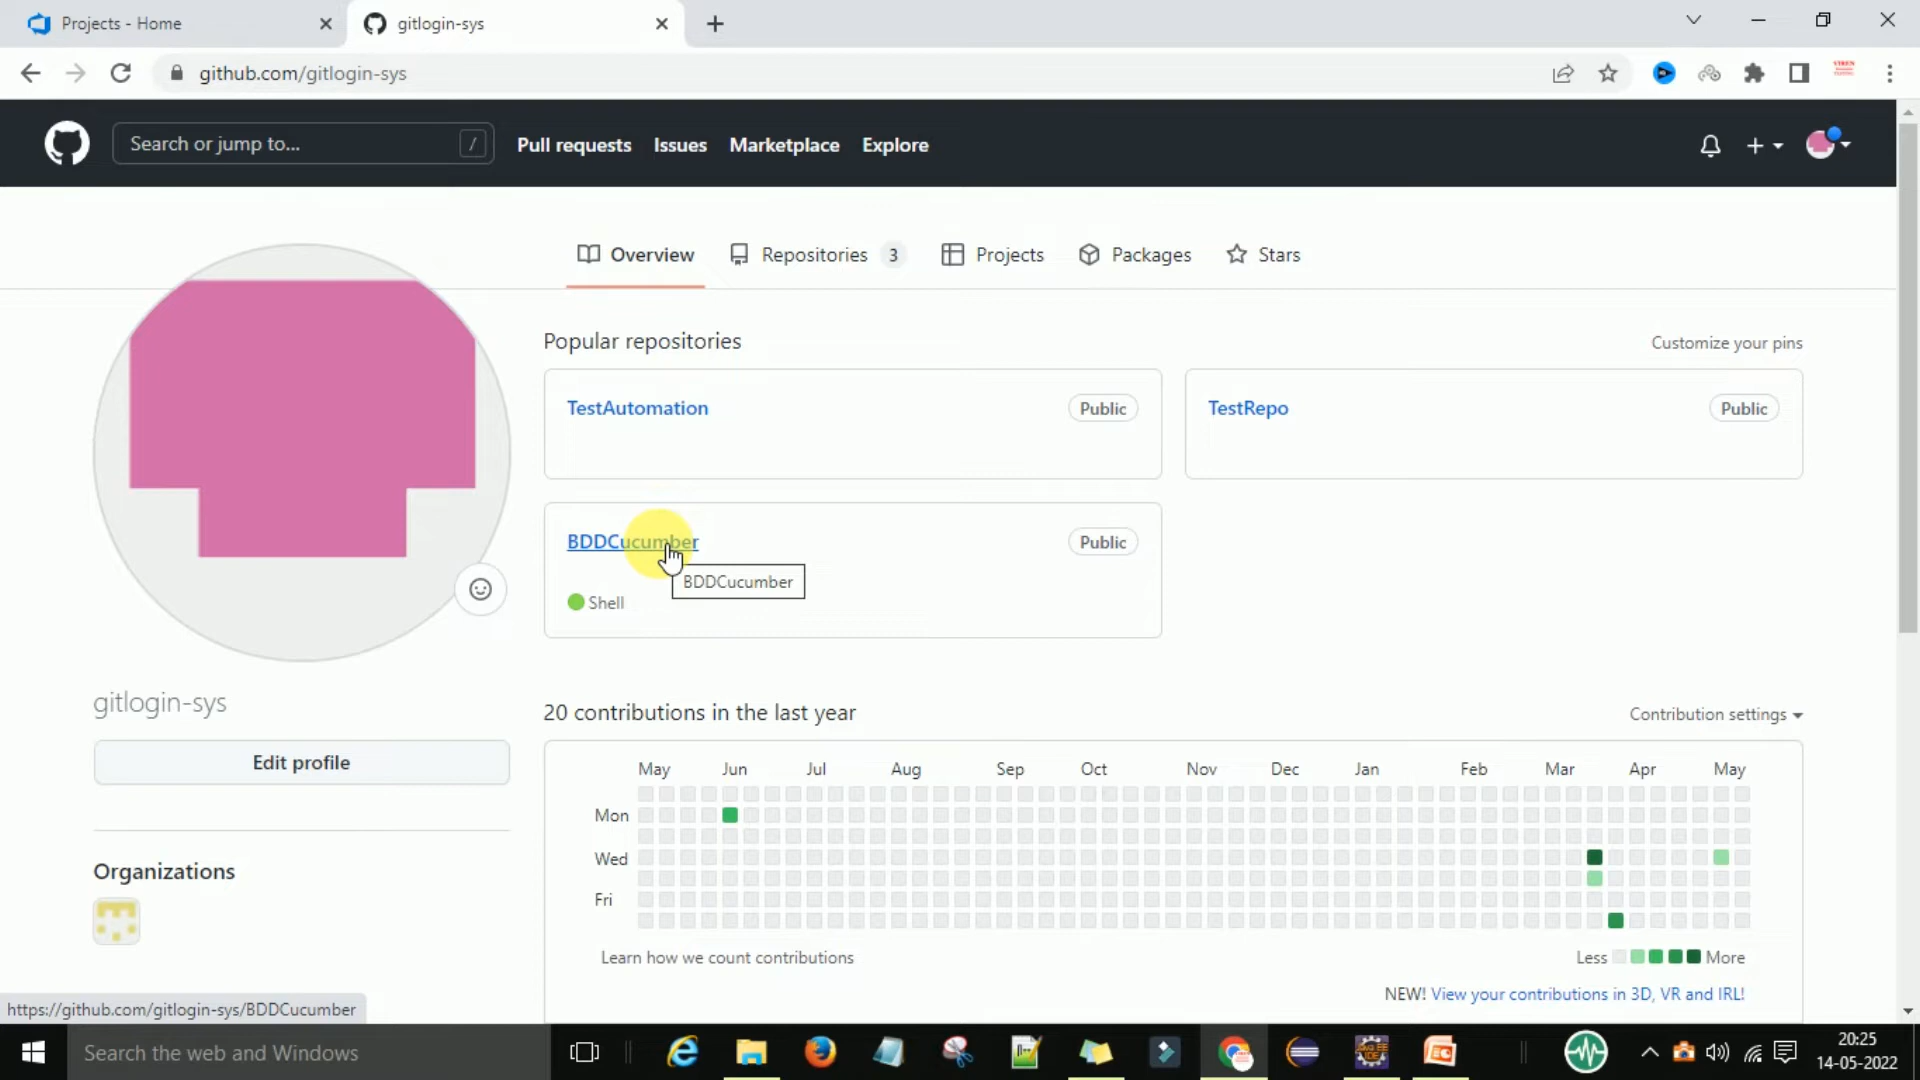 Projects - Home
gitlogin-sys
github.com/gitlogin-sys
Search or jump to...
/
Pull requests
Issues
Marketplace
Explore
Overview
Repositories 3
Projects
Packages
Stars
Popular repositories
Customize your pins
TestAutomation
Public
TestRepo
Public
BDDCucumber
Public
BDDCucumber
Shell
gitlogin-sys
Edit profile
Organizations
20 contributions in the last year
Contribution settings
May Jun Jul Aug Sep Oct Nov Dec Jan Feb Mar Apr May
Mon
Wed
Fri
Learn how we count contributions
Less More
NEW! View your contributions in 3D, VR and IRL!
https://github.com/gitlogin-sys/BDDCucumber
Search the web and Windows
20:25
14-05-2022